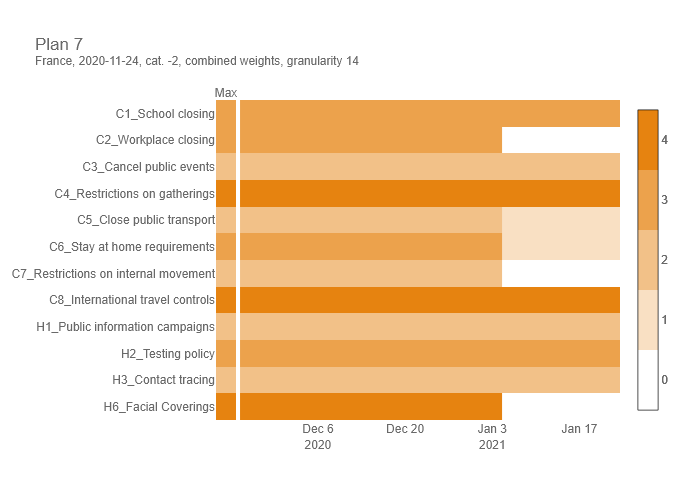 Plan 7
France, 2020-11-24, cat. -2, combined weights, granularity 14
Max
C1_School closing
C2_Workplace closing
C3_Cancel public events
C4_Restrictions on gatherings
C5_Close public transport
C6_Stay at home requirements
C7_Restrictions on internal movement
C8_International travel controls
H1_Public information campaigns
H2_Testing policy
H3_Contact tracing
H6_Facial Coverings
4
3
2
1
0
Dec 6 Dec 20 Jan 3 Jan 17
2020 2021